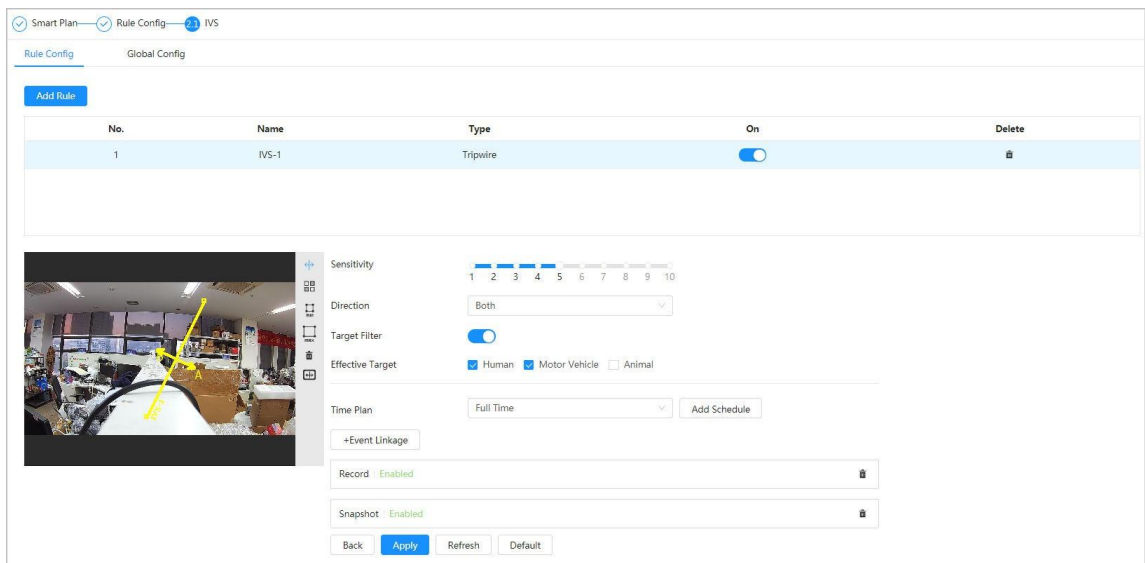 Smart Plan Rule Config 2.1 IVS
Rule Config Global Config
Add Rule
No. Name Type On Delete
1 IVS-1 Tripwire
Sensitivity
1 2 3 4 5 6 7 8 9 10
Direction Both
Target Filter
Effective Target Human Motor Vehicle Animal
A
IVS-1
Time Plan Full Time Add Schedule
+Event Linkage
Record Enabled
Snapshot Enabled
Back Apply Refresh Default